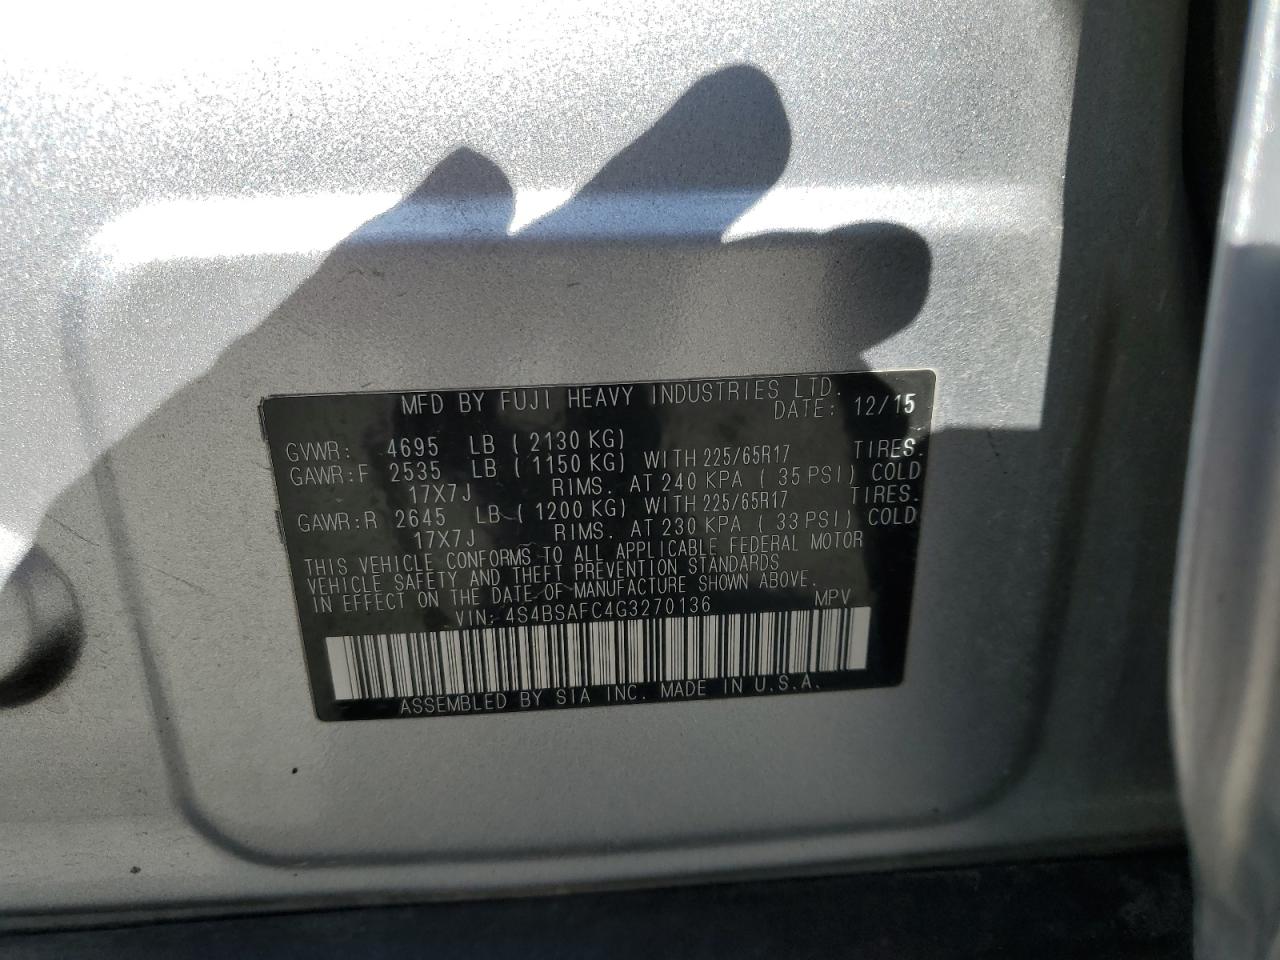 MFD BY FUJI HEAVY INDUSTRIES LTD.
DATE: 12/15
GVWR: 4695 LB ( 2130 KG)
GAWR:F 2535 LB ( 1150 KG) WITH 225/65R17 TIRES.
17X7J RIMS. AT 240 KPA ( 35 PSI) COLD
GAWR:R 2645 LB ( 1200 KG) WITH 225/65R17 TIRES.
17X7J RIMS. AT 230 KPA ( 33 PSI) COLD
THIS VEHICLE CONFORMS TO ALL APPLICABLE FEDERAL MOTOR
VEHICLE SAFETY AND THEFT PREVENTION STANDARDS
IN EFFECT ON THE DATE OF MANUFACTURE SHOWN ABOVE.
VIN: 4S4BSAFC4G3270136 MPV
ASSEMBLED BY SIA INC. MADE IN U.S.A.